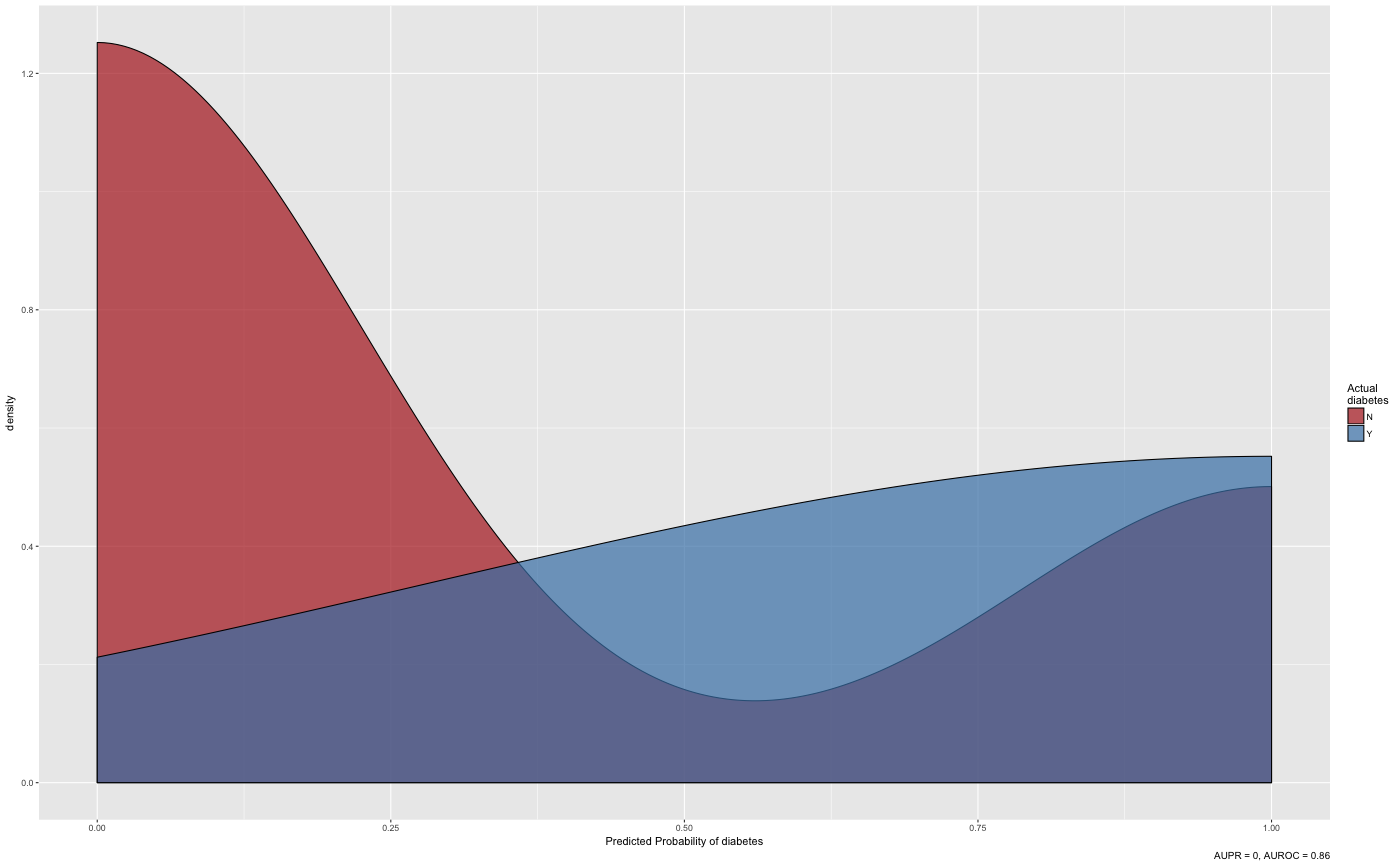 1.2
0.8
0.4
0.0
density
0.00 0.25 0.50 0.75 1.00
Predicted Probability of diabetes
Actual
diabetes
N
Y
AUPR = 0, AUROC = 0.86